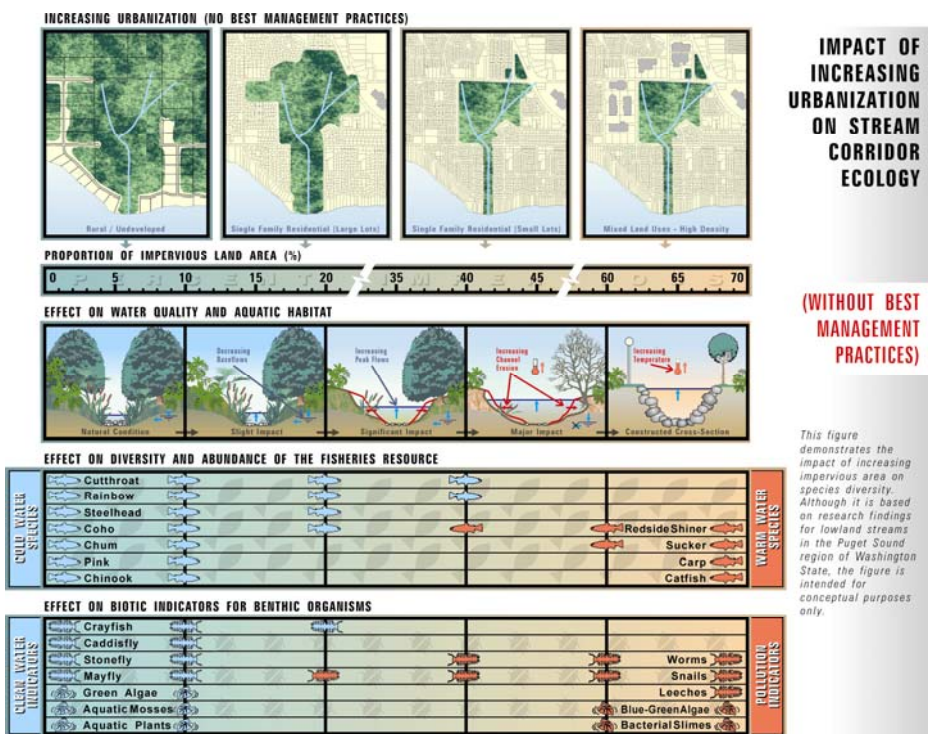 INCREASING URBANIZATION (NO BEST MANAGEMENT PRACTICES)
Rural / Undeveloped
Single Family Residential (Large Lots)
Single Family Residential (Small Lots)
Mixed Land Uses - High Density
IMPACT OF
INCREASING
URBANIZATION
ON STREAM
CORRIDOR
ECOLOGY
PROPORTION OF IMPERVIOUS LAND AREA (%)
0 5 10 15 20 35 40 45 60 65 70
EFFECT ON WATER QUALITY AND AQUATIC HABITAT
Decreasing
Baseflows
Increasing
Peak Flows
Increasing
Channel
Erosion
Increasing
Temperature
Natural Condition
Slight Impact
Significant Impact
Major Impact
Constructed Cross-Section
(WITHOUT BEST
MANAGEMENT
PRACTICES)
EFFECT ON DIVERSITY AND ABUNDANCE OF THE FISHERIES RESOURCE
COLD WATER
SPECIES
Cutthroat
Rainbow
Steelhead
Coho
Chum
Pink
Chinook
Redside Shiner
Sucker
Carp
Catfish
WARM WATER
SPECIES
This figure
demonstrates the
impact of increasing
impervious area on
species diversity.
Although it is based
on research findings
for lowland streams
in the Puget Sound
region of Washington
State, the figure is
intended for
conceptual purposes
only.
EFFECT ON BIOTIC INDICATORS FOR BENTHIC ORGANISMS
CLEAN WATER
INDICATORS
Crayfish
Caddisfly
Stonefly
Mayfly
Green Algae
Aquatic Mosses
Aquatic Plants
Worms
Snails
Leeches
Blue-Green Algae
Bacterial Slimes
POLLUTION
INDICATORS